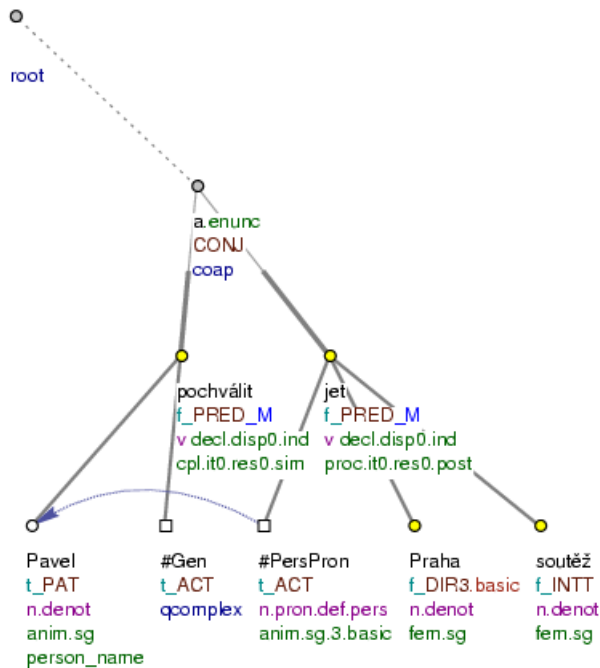 root
a.enunc
CONJ
coap
pochválit
f_PRED_M
v decl.disp0.ind
cpl.it0.res0.sim
jet
f_PRED_M
v decl.disp0.ind
proc.it0.res0.post
Pavel
t_PAT
n.denot
anim.sg
person_name
#Gen
t_ACT
qcomplex
#PersPron
t_ACT
n.pron.def.pers
anim.sg.3.basic
Praha
f_DIR3.basic
n.denot
fem.sg
soutěž
f_INTT
n.denot
fem.sg